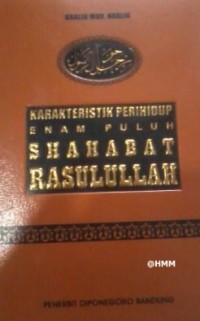 KHALID MUH. KHALID
KARAKTERISTIK PERIHIDUP
ENAM PULUH
SHAHABAT
RASULULLAH
@HMM
PENERBIT DIPONEGORO BANDUNG